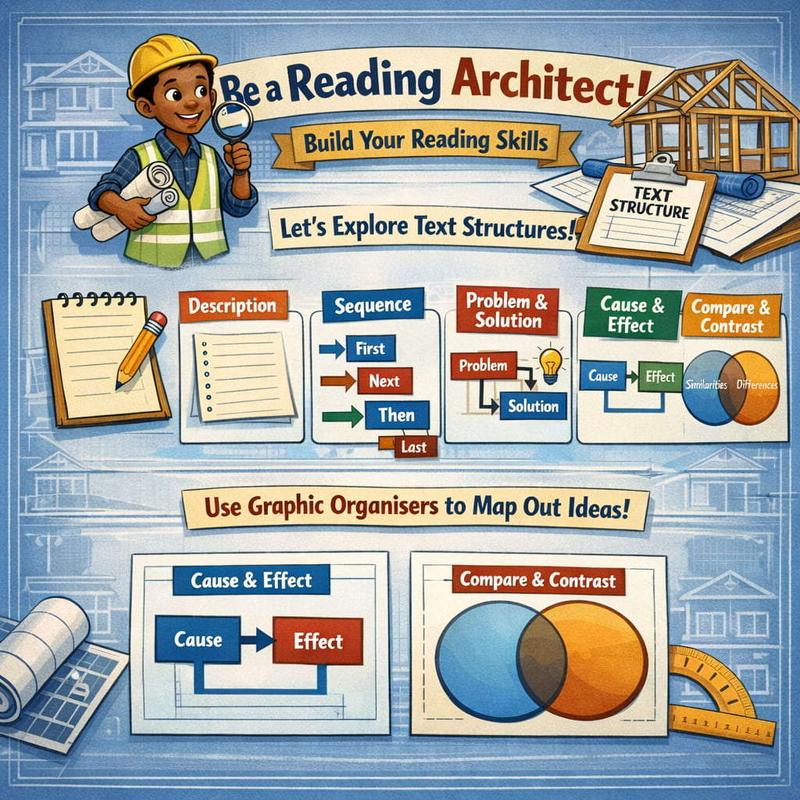 Be a Reading Architect!
Build Your Reading Skills
TEXT
STRUCTURE
Let's Explore Text Structures!
Description
Sequence
First
Next
Then
Last
Problem &
Solution
Problem
Solution
Cause &
Effect
Cause
Effect
Compare &
Contrast
Similarities
Differences
Use Graphic Organisers to Map Out Ideas!
Cause & Effect
Cause
Effect
Compare & Contrast